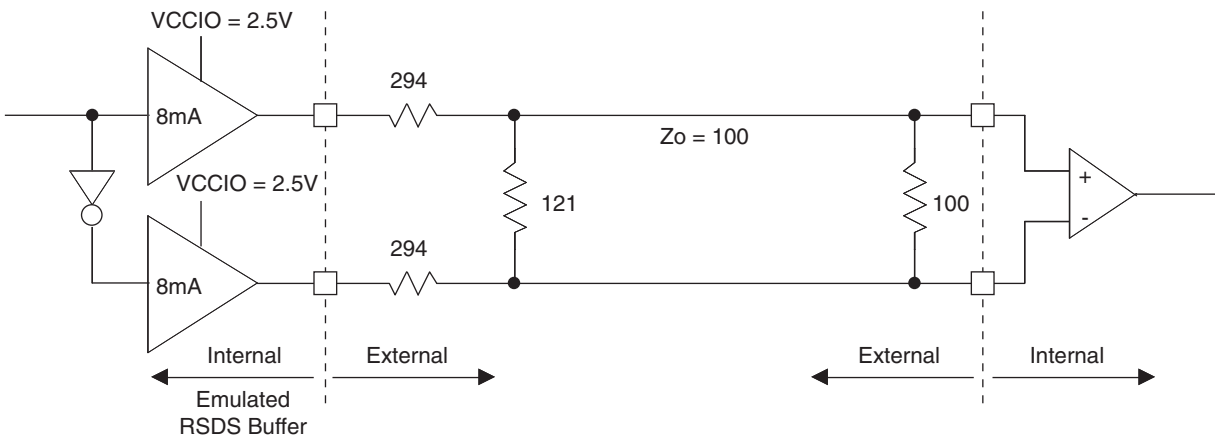 VCCIO = 2.5V
8mA
294
Zo = 100
VCCIO = 2.5V
121
100
+
-
8mA
294
Internal
External
External
Internal
Emulated
RSDS Buffer